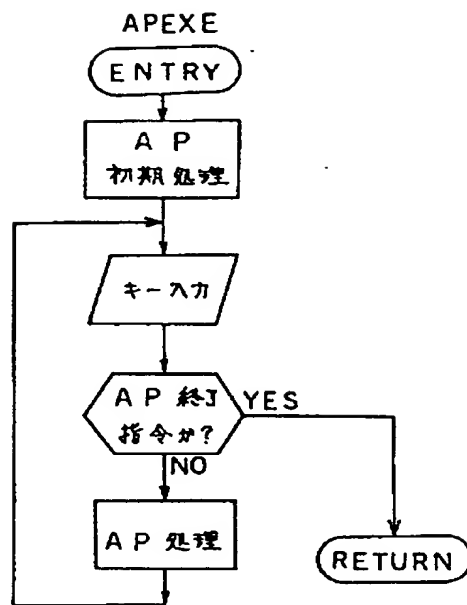 APEXE
ENTRY
AP
初期処理
キー入力
AP終了
指令か?
YES
NO
AP処理
RETURN